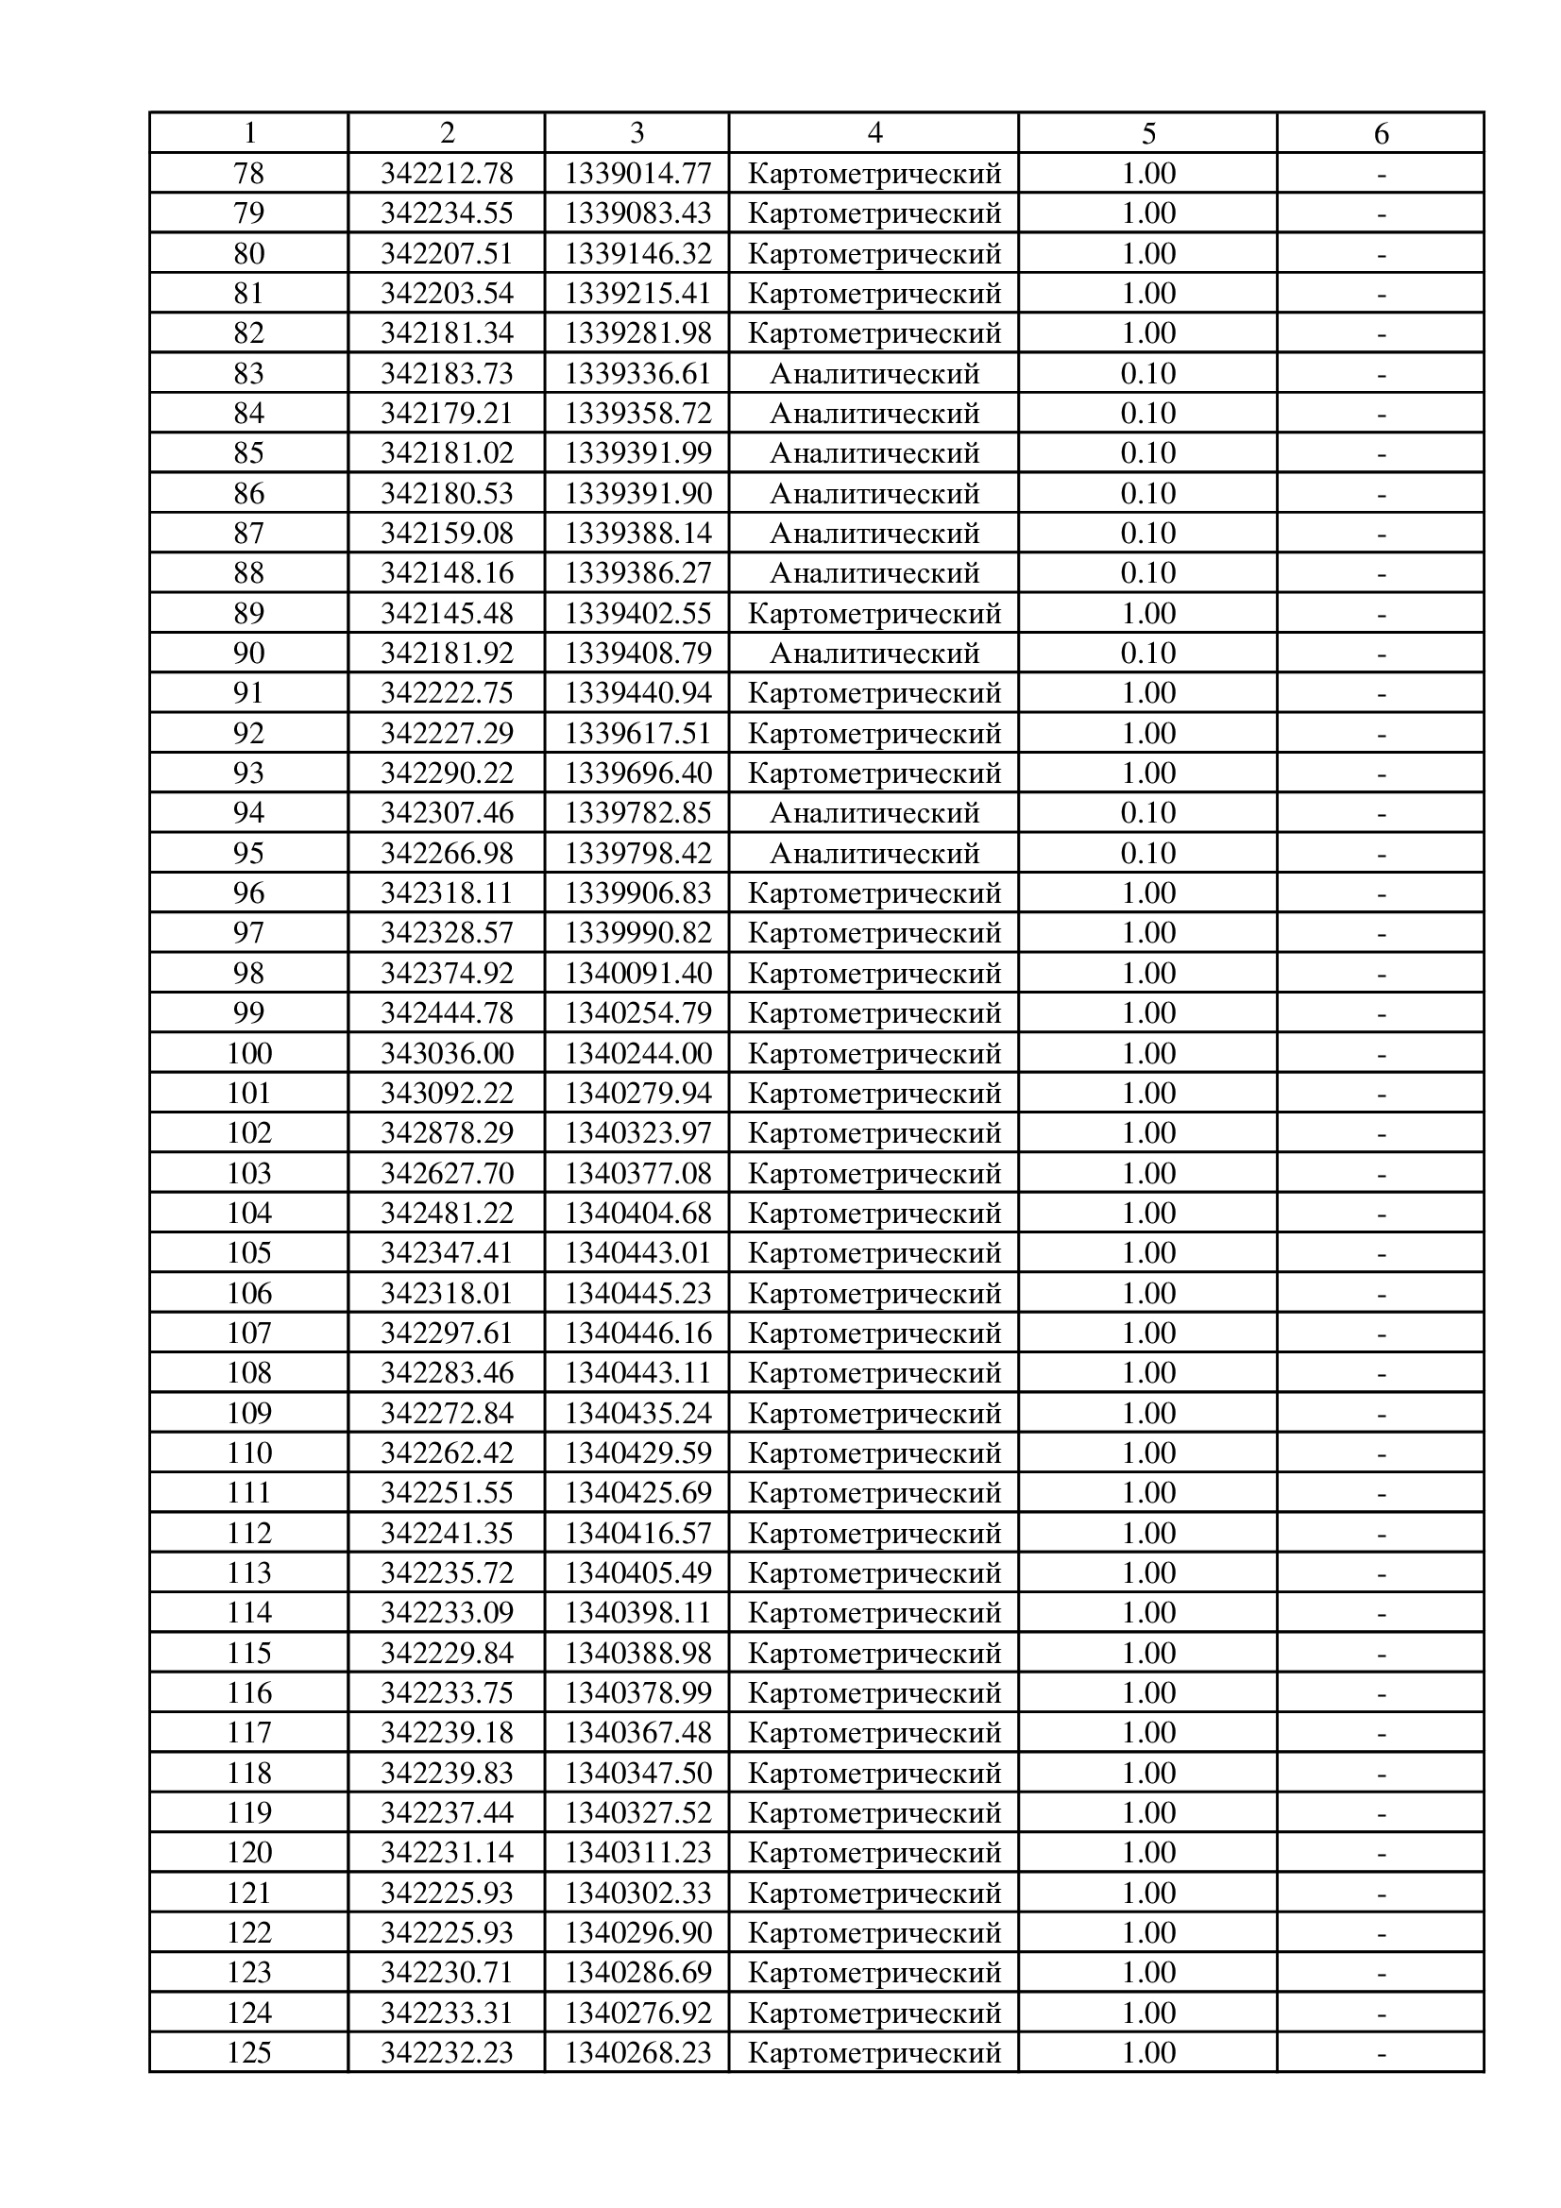 1 2 3 4 5 6
78 342212.78 1339014.77 Картометрический 1.00 -
79 342234.55 1339083.43 Картометрический 1.00 -
80 342207.51 1339146.32 Картометрический 1.00 -
81 342203.54 1339215.41 Картометрический 1.00 -
82 342181.34 1339281.98 Картометрический 1.00 -
83 342183.73 1339336.61 Аналитический 0.10 -
84 342179.21 1339358.72 Аналитический 0.10 -
85 342181.02 1339391.99 Аналитический 0.10 -
86 342180.53 1339391.90 Аналитический 0.10 -
87 342159.08 1339388.14 Аналитический 0.10 -
88 342148.16 1339386.27 Аналитический 0.10 -
89 342145.48 1339402.55 Картометрический 1.00 -
90 342181.92 1339408.79 Аналитический 0.10 -
91 342222.75 1339440.94 Картометрический 1.00 -
92 342227.29 1339617.51 Картометрический 1.00 -
93 342290.22 1339696.40 Картометрический 1.00 -
94 342307.46 1339782.85 Аналитический 0.10 -
95 342266.98 1339798.42 Аналитический 0.10 -
96 342318.11 1339906.83 Картометрический 1.00 -
97 342328.57 1339990.82 Картометрический 1.00 -
98 342374.92 1340091.40 Картометрический 1.00 -
99 342444.78 1340254.79 Картометрический 1.00 -
100 343036.00 1340244.00 Картометрический 1.00 -
101 343092.22 1340279.94 Картометрический 1.00 -
102 342878.29 1340323.97 Картометрический 1.00 -
103 342627.70 1340377.08 Картометрический 1.00 -
104 342481.22 1340404.68 Картометрический 1.00 -
105 342347.41 1340443.01 Картометрический 1.00 -
106 342318.01 1340445.23 Картометрический 1.00 -
107 342297.61 1340446.16 Картометрический 1.00 -
108 342283.46 1340443.11 Картометрический 1.00 -
109 342272.84 1340435.24 Картометрический 1.00 -
110 342262.42 1340429.59 Картометрический 1.00 -
111 342251.55 1340425.69 Картометрический 1.00 -
112 342241.35 1340416.57 Картометрический 1.00 -
113 342235.72 1340405.49 Картометрический 1.00 -
114 342233.09 1340398.11 Картометрический 1.00 -
115 342229.84 1340388.98 Картометрический 1.00 -
116 342233.75 1340378.99 Картометрический 1.00 -
117 342239.18 1340367.48 Картометрический 1.00 -
118 342239.83 1340347.50 Картометрический 1.00 -
119 342237.44 1340327.52 Картометрический 1.00 -
120 342231.14 1340311.23 Картометрический 1.00 -
121 342225.93 1340302.33 Картометрический 1.00 -
122 342225.93 1340296.90 Картометрический 1.00 -
123 342230.71 1340286.69 Картометрический 1.00 -
124 342233.31 1340276.92 Картометрический 1.00 -
125 342232.23 1340268.23 Картометрический 1.00 -